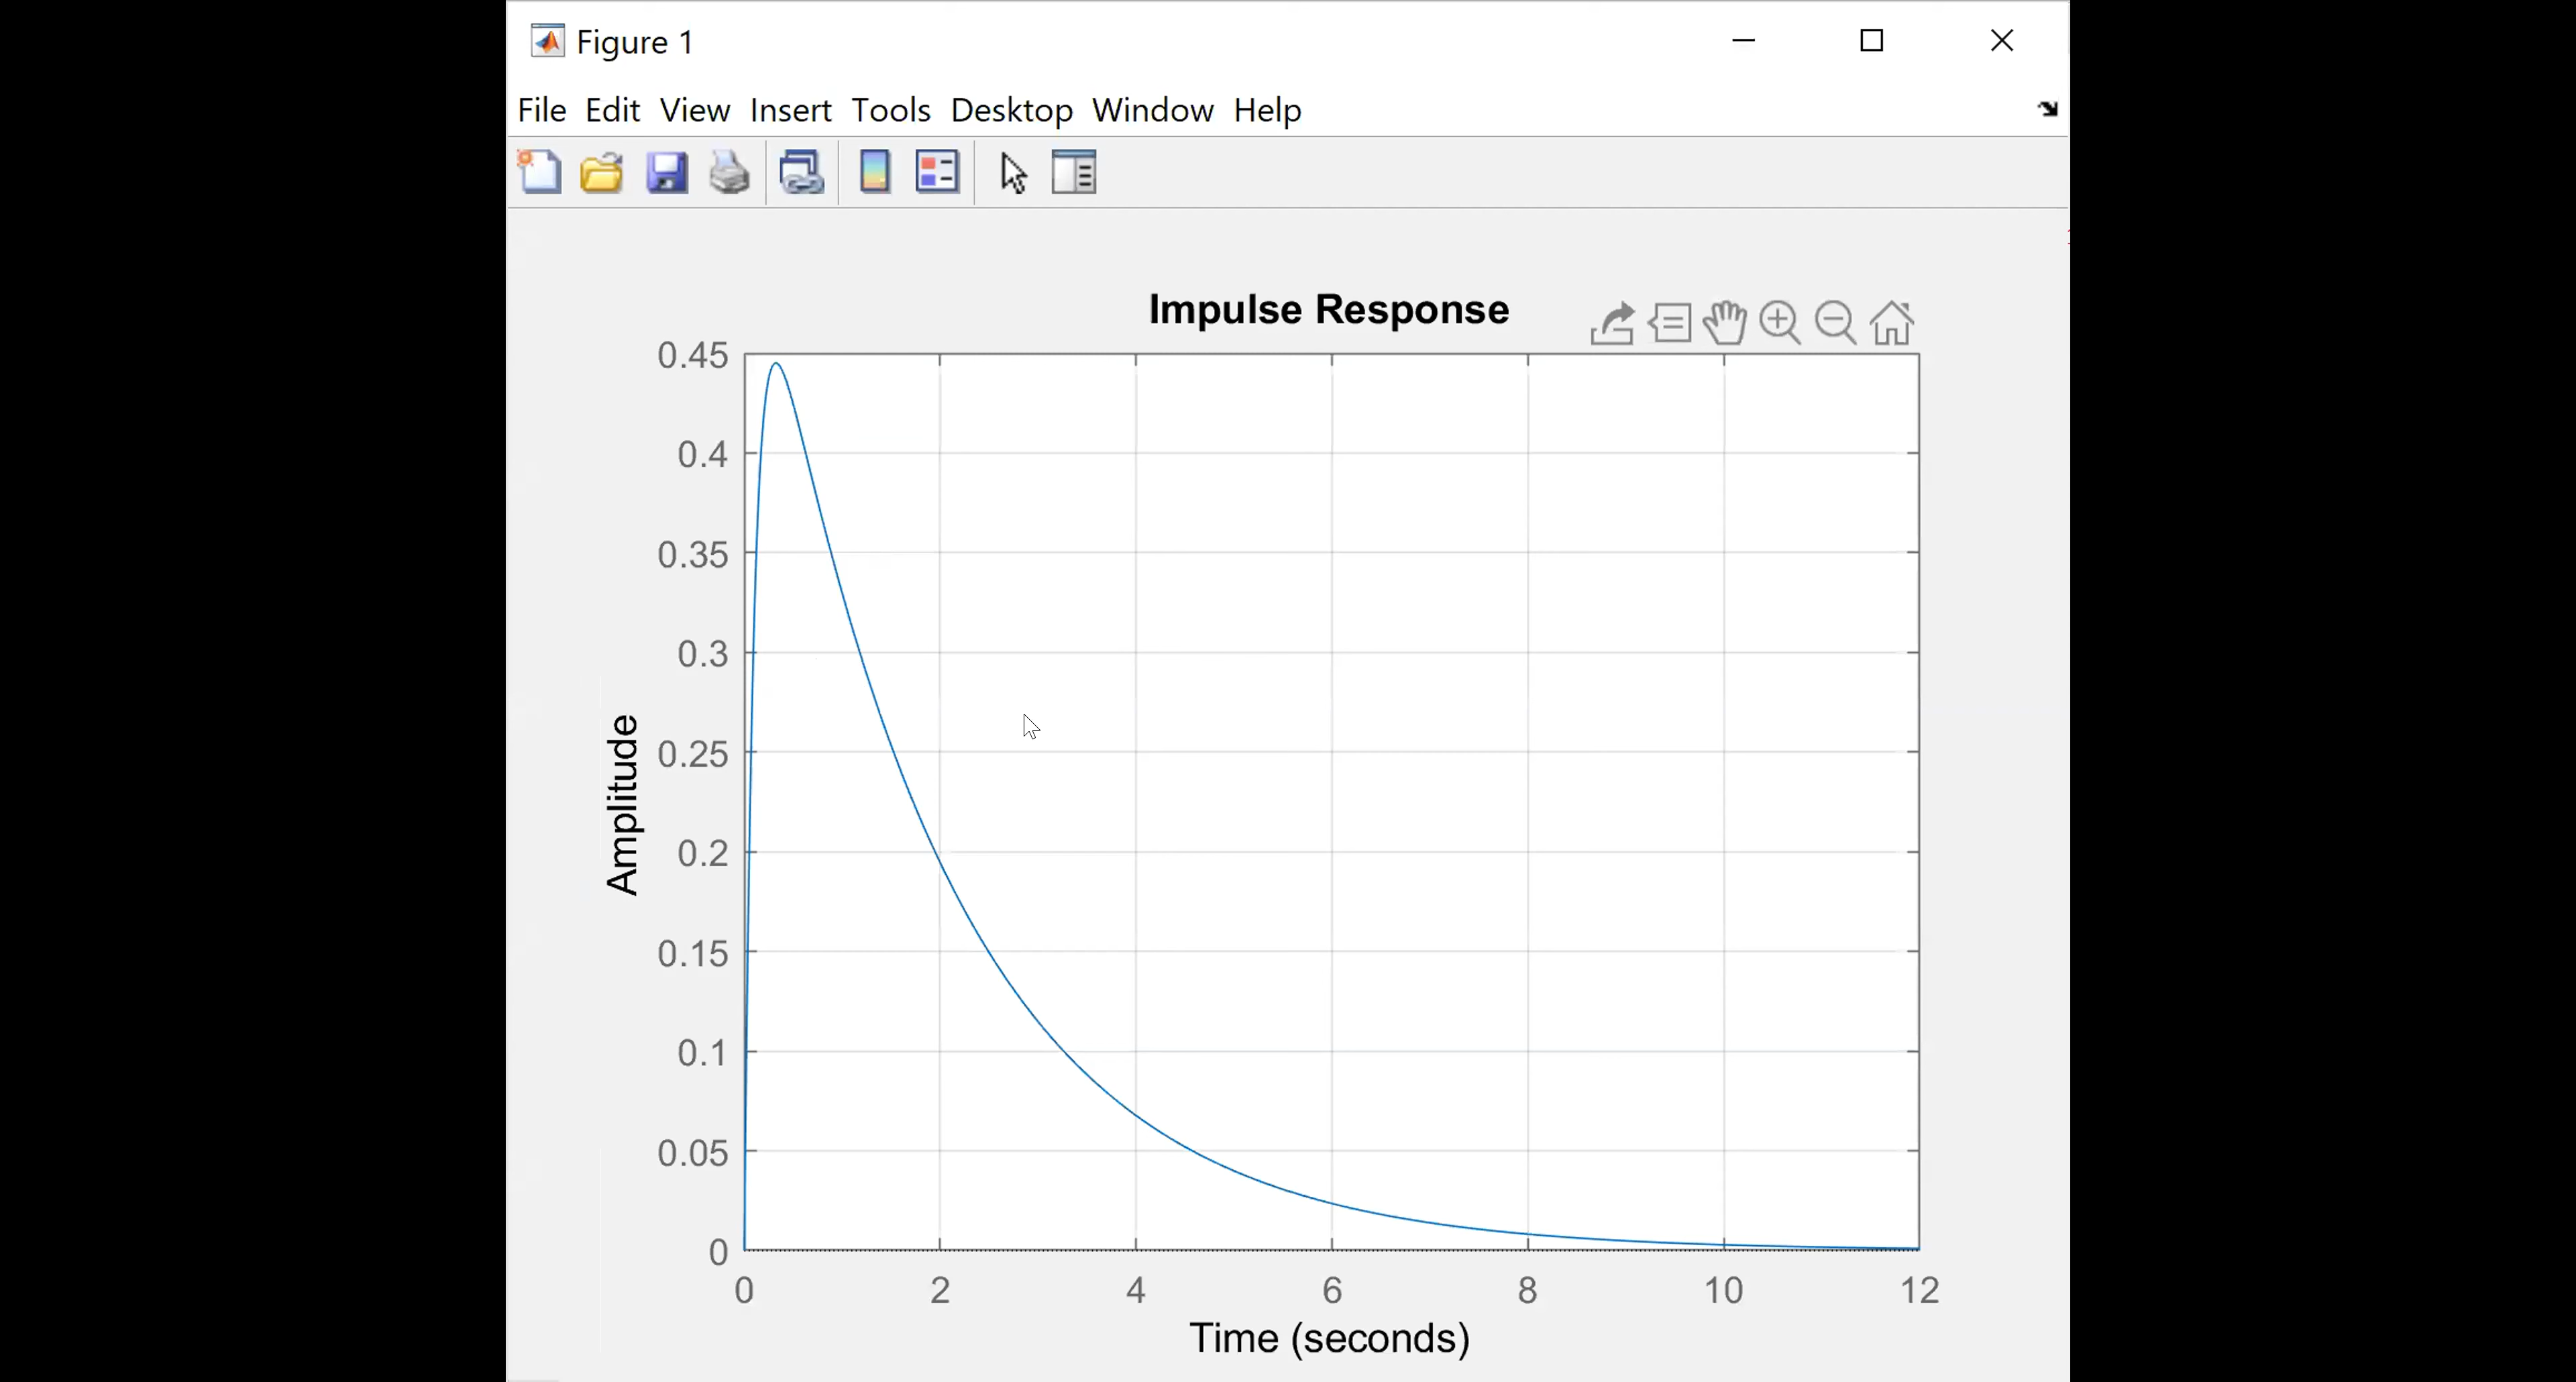 Figure 1
File Edit View Insert Tools Desktop Window Help
Impulse Response
0.45
0.4
0.35
0.3
0.25
0.2
0.15
0.1
0.05
0
Amplitude
0 2 4 6 8 10 12
Time (seconds)